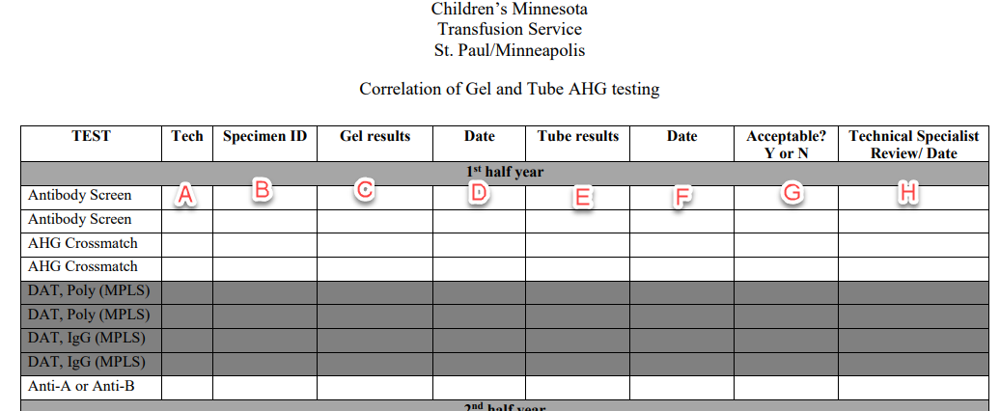 Children's Minnesota
Transfusion Service
St. Paul/Minneapolis
Correlation of Gel and Tube AHG testing
TEST Tech Specimen ID Gel results Date Tube results Date Acceptable? Y or N Technical Specialist Review/ Date
1st half year
Antibody Screen A B C D E F G H
Antibody Screen
AHG Crossmatch
AHG Crossmatch
DAT, Poly (MPLS)
DAT, Poly (MPLS)
DAT, IgG (MPLS)
DAT, IgG (MPLS)
Anti-A or Anti-B
2nd half year